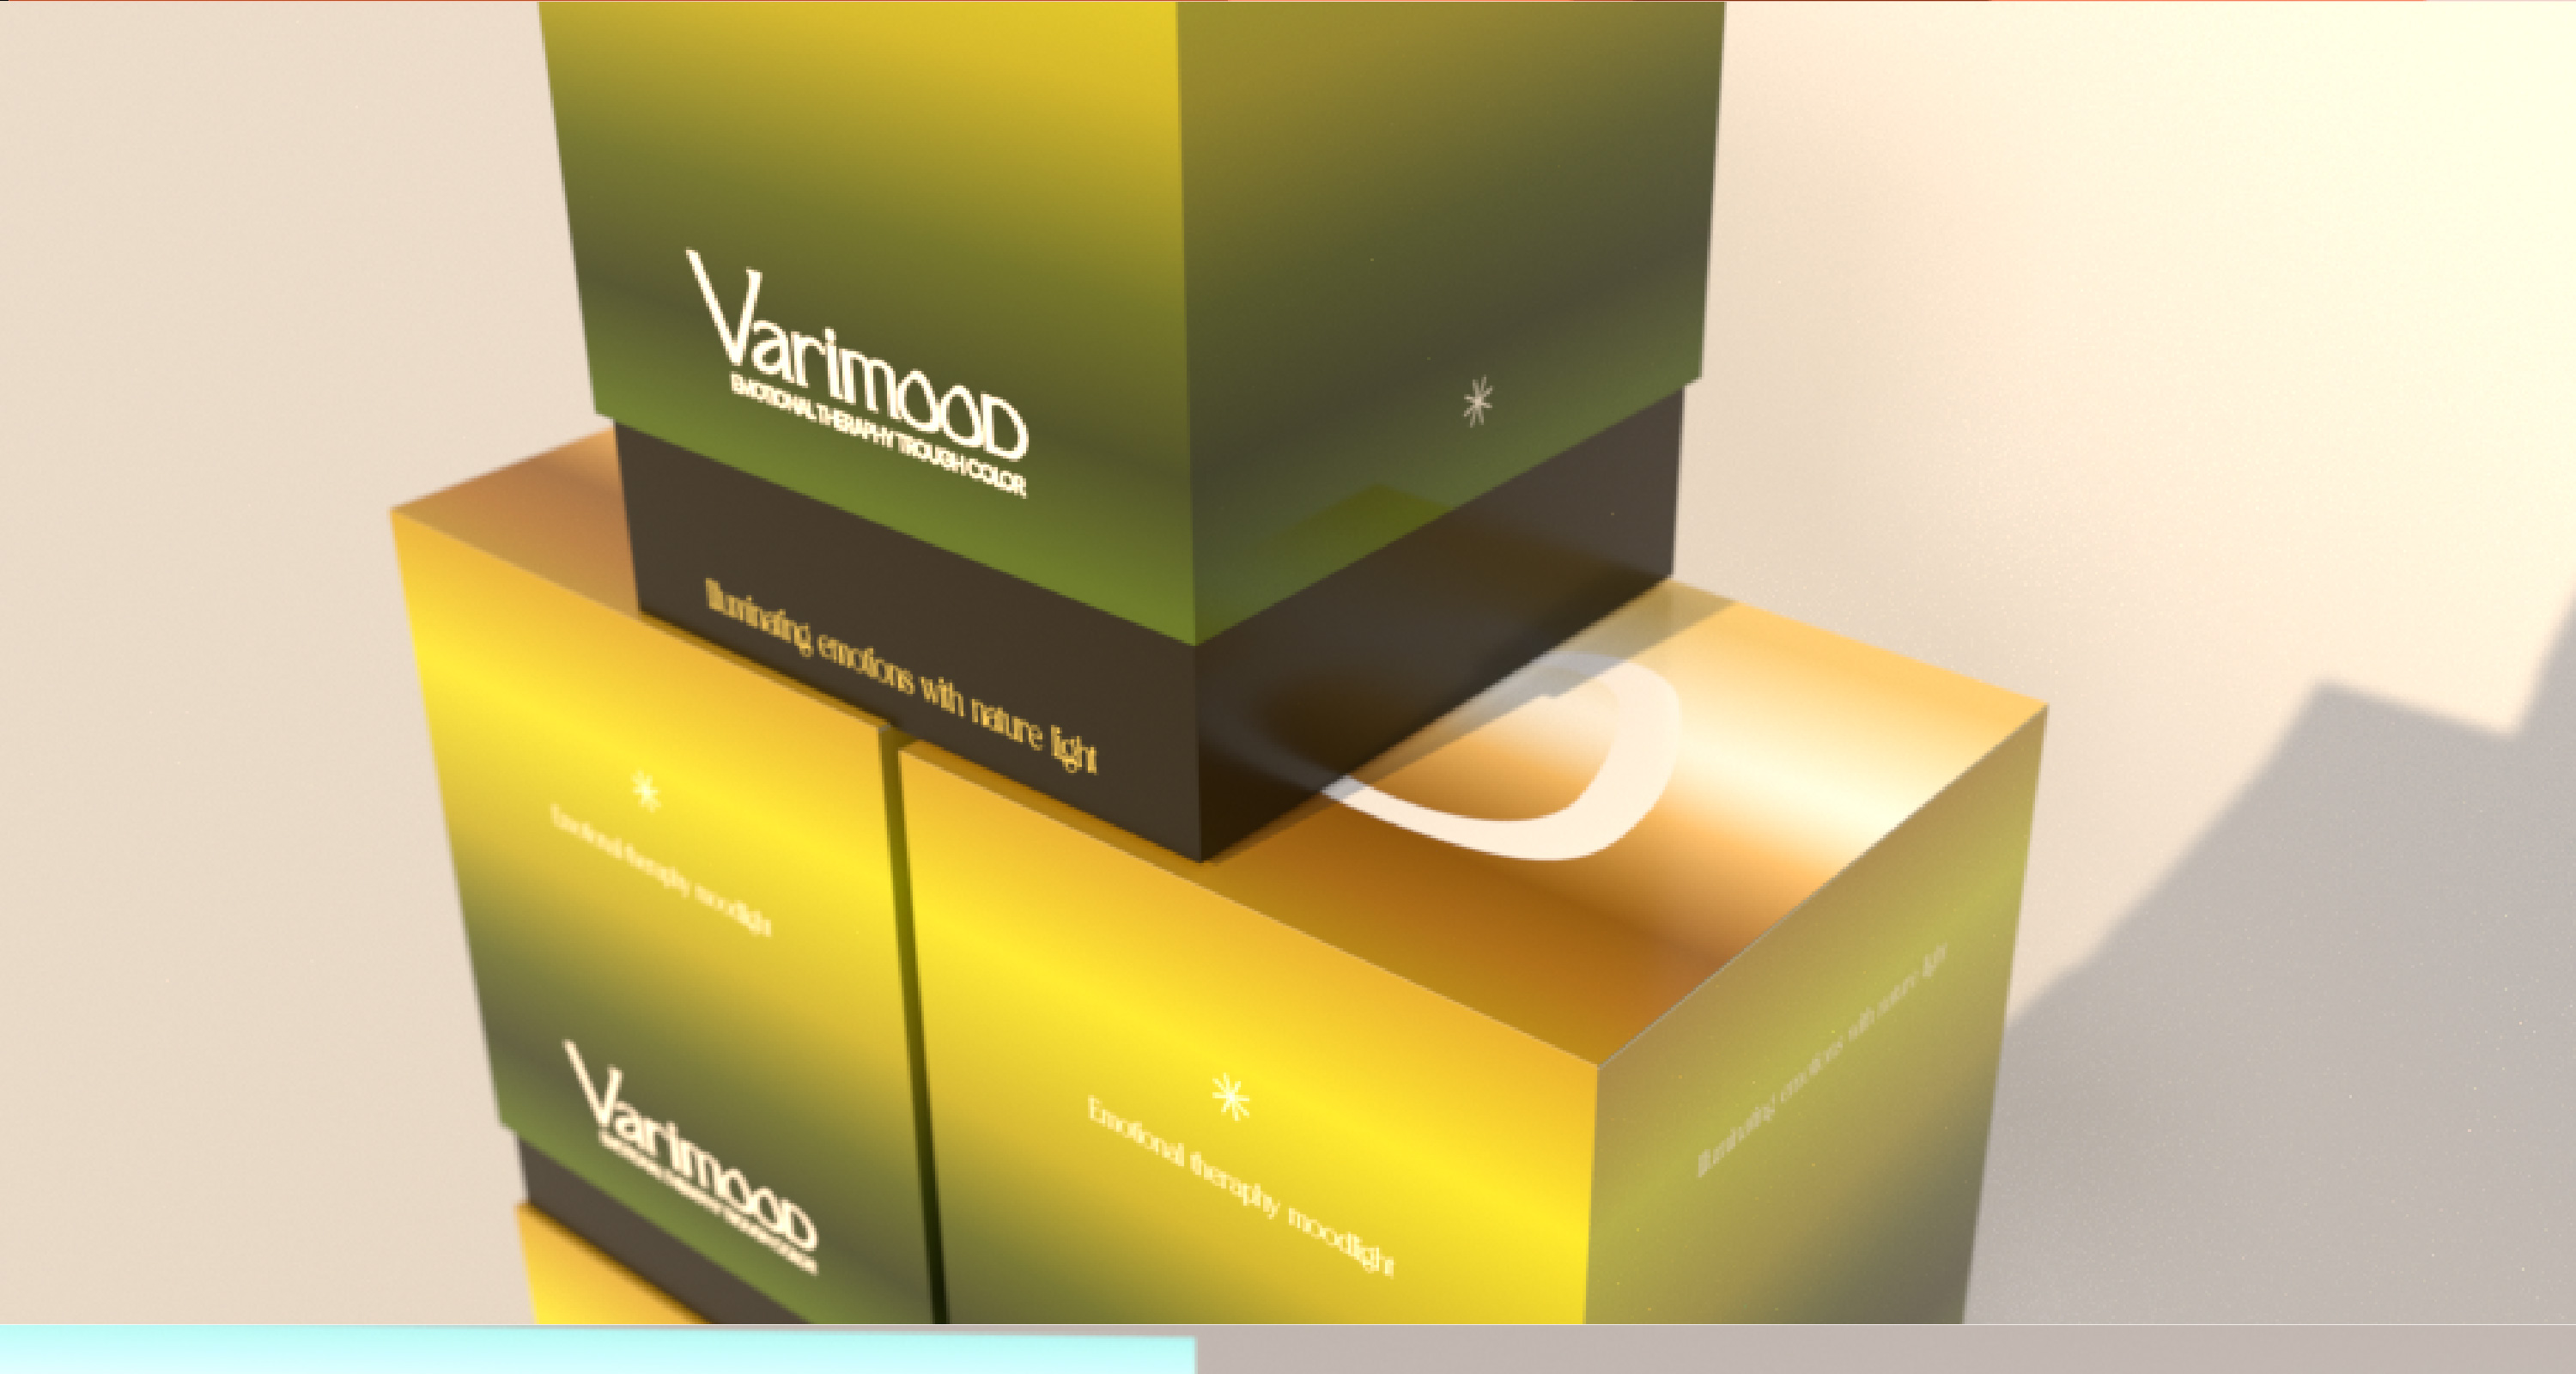 VarimOOD
EMOTIONAL THERAPHY TROUGH COLOR
Illuminating emotions with nature light
Emotional theraphy moodlight
VarimOOD
Emotional theraphy moodlight
Illuminating emotions with nature light